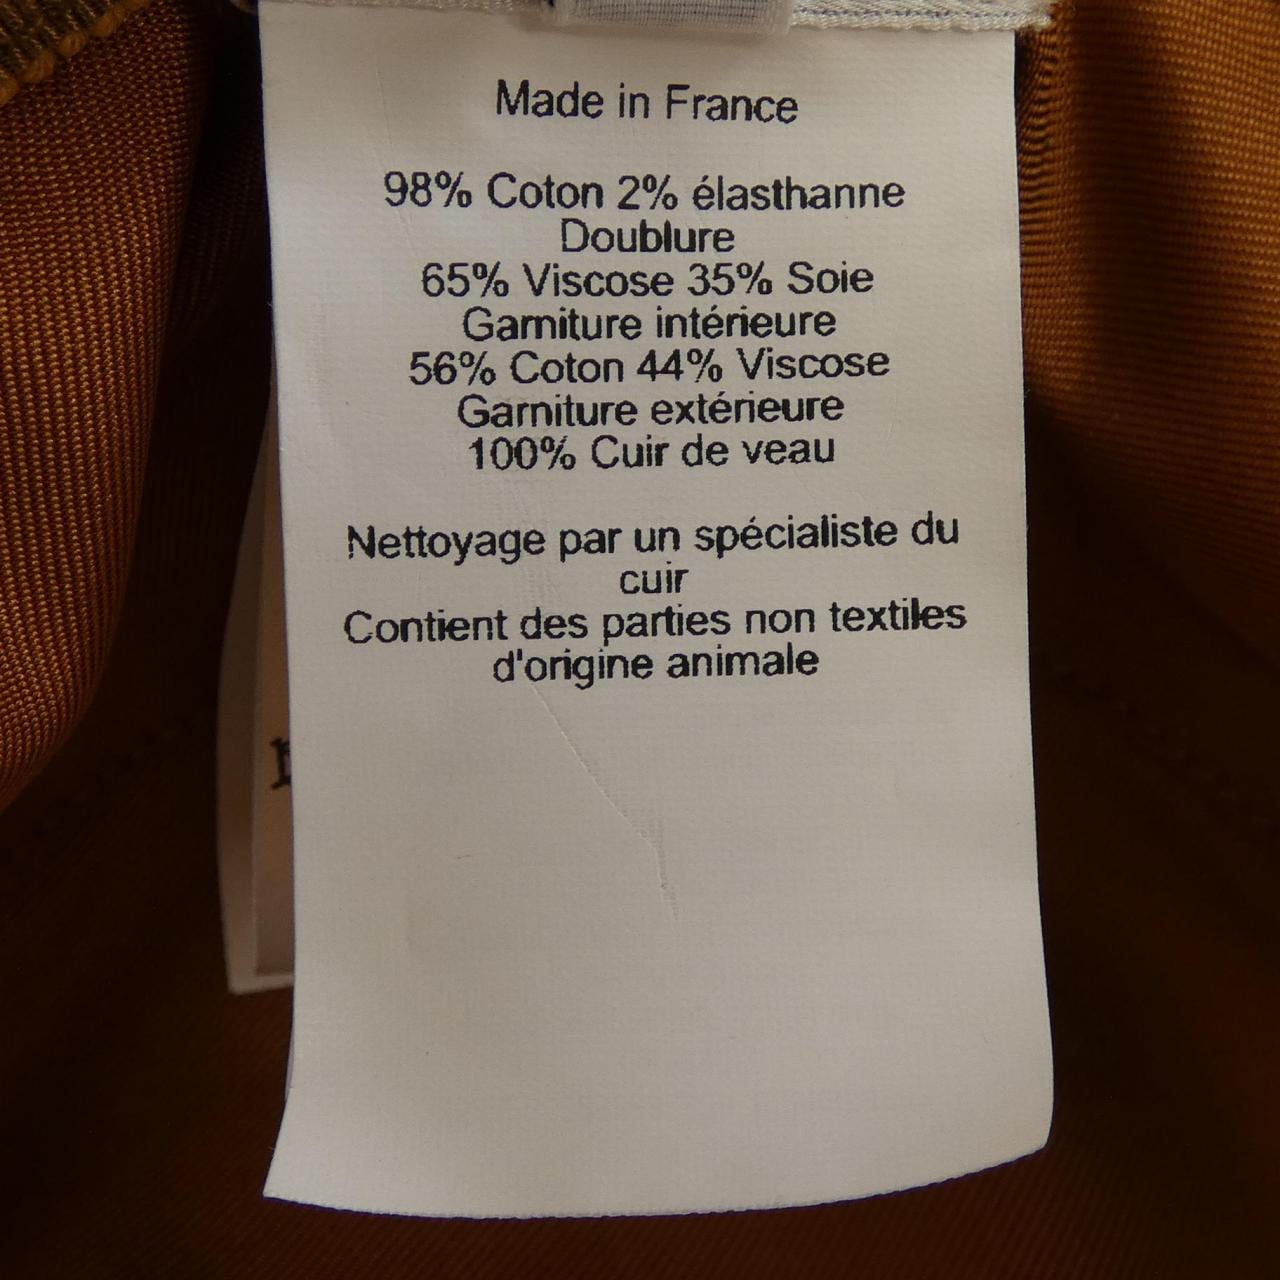 Made in France
98% Coton 2% élasthanne
Doublure
65% Viscose 35% Soie
Garniture intérieure
56% Coton 44% Viscose
Garniture extérieure
100% Cuir de veau
Nettoyage par un spécialiste du
cuir
Contient des parties non textiles
d'origine animale